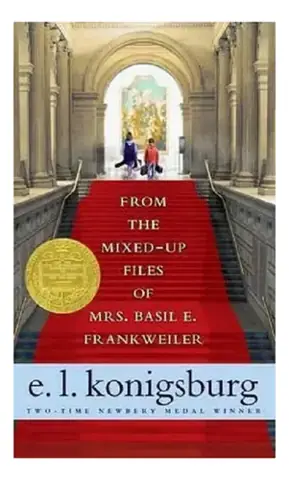 FROM
THE
MIXED-UP
FILES
OF
MRS. BASIL E.
FRANKWEILER
e. l. konigsburg
TWO-TIME NEWBERY MEDAL WINNER